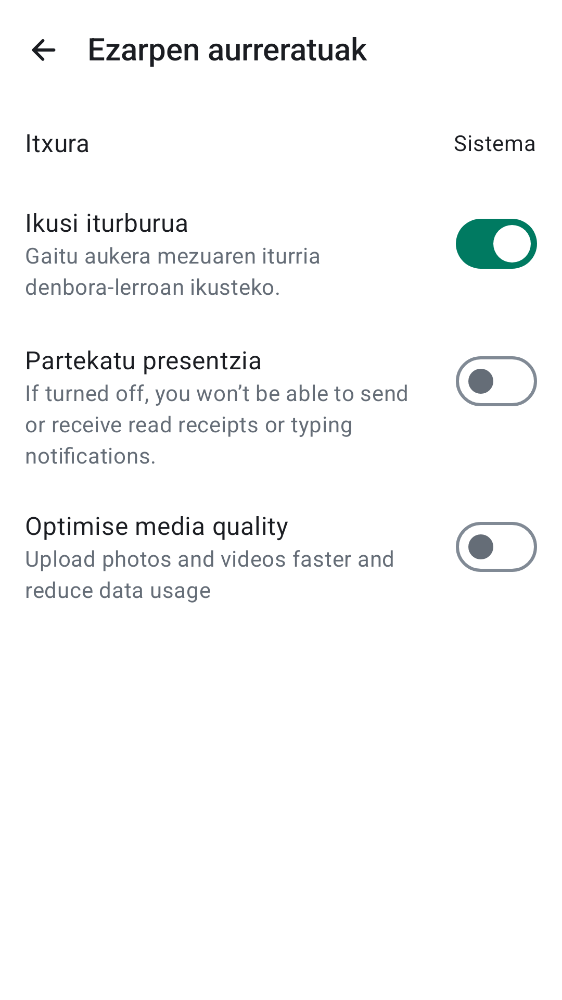 Ezarpen aurreratuak
Itxura
Sistema
Ikusi iturburua
Gaitu aukera mezuaren iturria
denbora-lerroan ikusteko.
Partekatu presentzia
If turned off, you won’t be able to send
or receive read receipts or typing
notifications.
Optimise media quality
Upload photos and videos faster and
reduce data usage